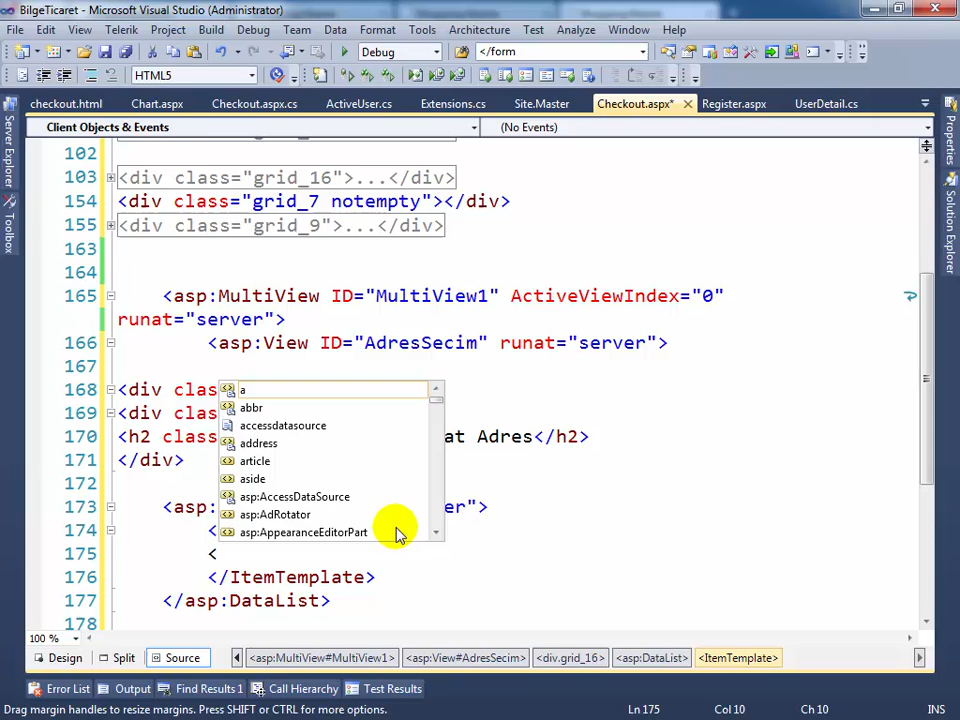 BilgeTicaret - Microsoft Visual Studio (Administrator)
File Edit View Telerik Project Build Debug Team Data Format Tools Architecture Test Analyze Window Help
Debug </form
HTML5
checkout.html Chart.aspx Checkout.aspx.cs ActiveUser.cs Extensions.cs Site.Master Checkout.aspx* Register.aspx UserDetail.cs
Client Objects & Events (No Events)
Server Explorer
Toolbox
Properties
Solution Explorer
102
103 <div class="grid_16">...</div>
154 <div class="grid_7 notempty"></div>
155 <div class="grid_9">...</div>
163
164
165 <asp:MultiView ID="MultiView1" ActiveViewIndex="0"
runat="server">
166 <asp:View ID="AdresSecim" runat="server">
167
168 <div clas
169 <div clas
170 <h2 class at Adres</h2>
171 </div>
172
173 <asp: er">
174 <
175 <
176 </ItemTemplate>
177 </asp:DataList>
178
a
abbr
accessdatasource
address
article
aside
asp:AccessDataSource
asp:AdRotator
asp:AppearanceEditorPart
100 %
Design Split Source <asp:MultiView#MultiView1> <asp:View#AdresSecim> <div.grid_16> <asp:DataList> <ItemTemplate>
Error List Output Find Results 1 Call Hierarchy Test Results
Drag margin handles to resize margins. Press SHIFT or CTRL for more options. Ln 175 Col 10 Ch 10 INS